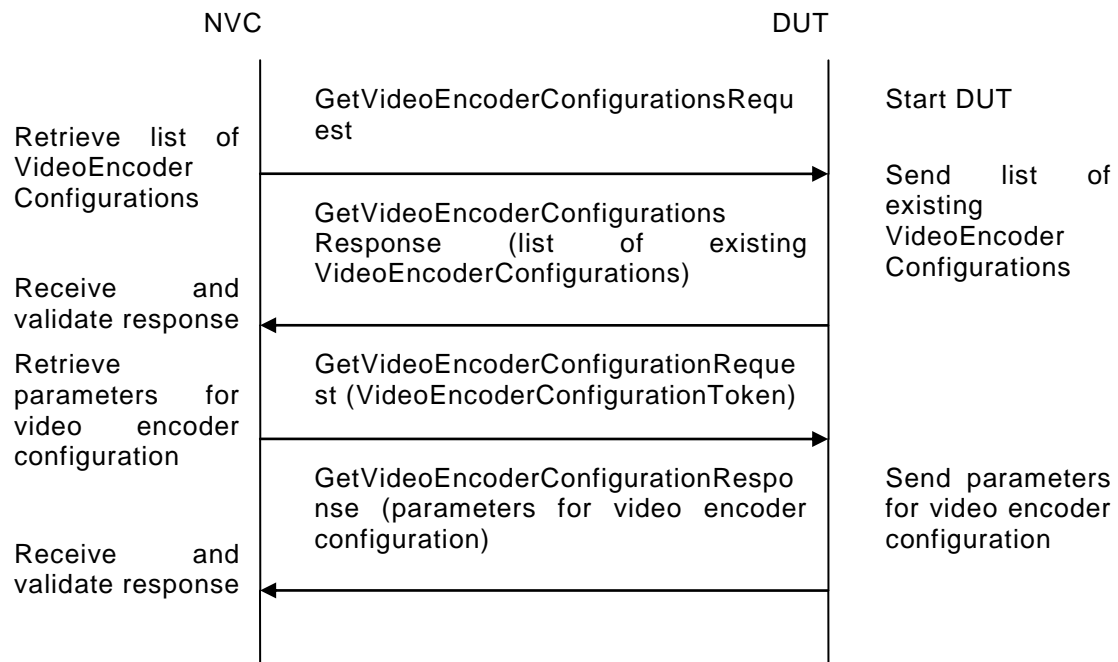 NVC
DUT
GetVideoEncoderConfigurationsRequ
est
Start DUT
Retrieve list of
VideoEncoder
Configurations
Send list of
existing
VideoEncoder
Configurations
GetVideoEncoderConfigurations
Response (list of existing
VideoEncoderConfigurations)
Receive and
validate response
Retrieve
parameters for
video encoder
configuration
GetVideoEncoderConfigurationReque
st (VideoEncoderConfigurationToken)
GetVideoEncoderConfigurationRespo
nse (parameters for video encoder
configuration)
Send parameters
for video encoder
configuration
Receive and
validate response